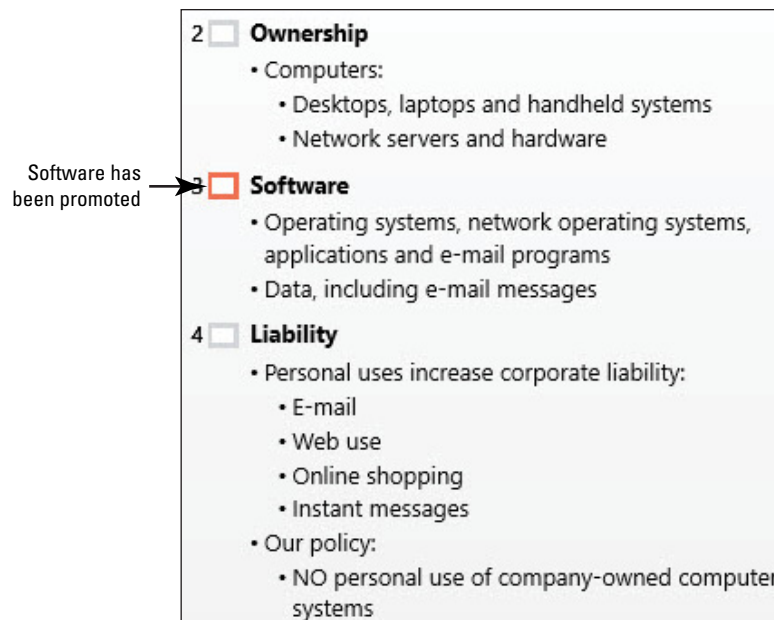 2 Ownership
• Computers:
• Desktops, laptops and handheld systems
• Network servers and hardware
Software has
been promoted
3 Software
• Operating systems, network operating systems,
applications and e-mail programs
• Data, including e-mail messages
4 Liability
• Personal uses increase corporate liability:
• E-mail
• Web use
• Online shopping
• Instant messages
• Our policy:
• NO personal use of company-owned computer
systems